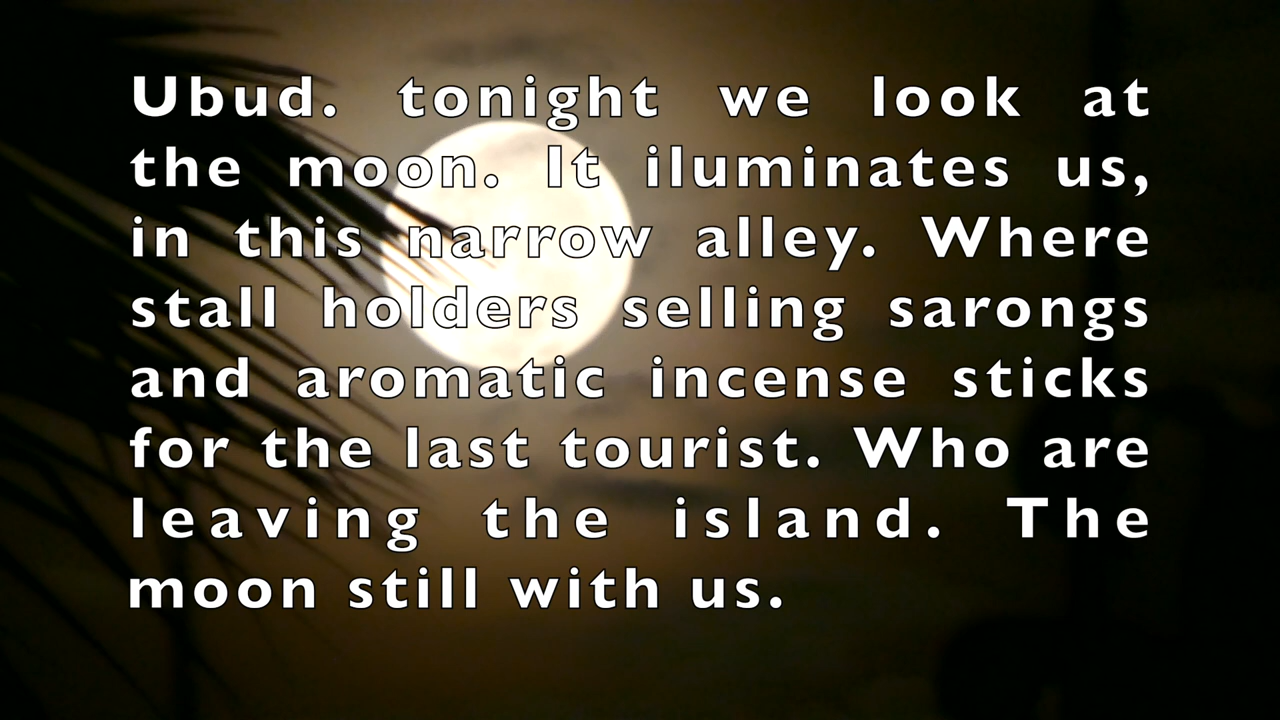 Ubud. tonight we look at
the moon. It iluminates us,
in this narrow alley. Where
stall holders selling sarongs
and aromatic incense sticks
for the last tourist. Who are
leaving the island. The
moon still with us.